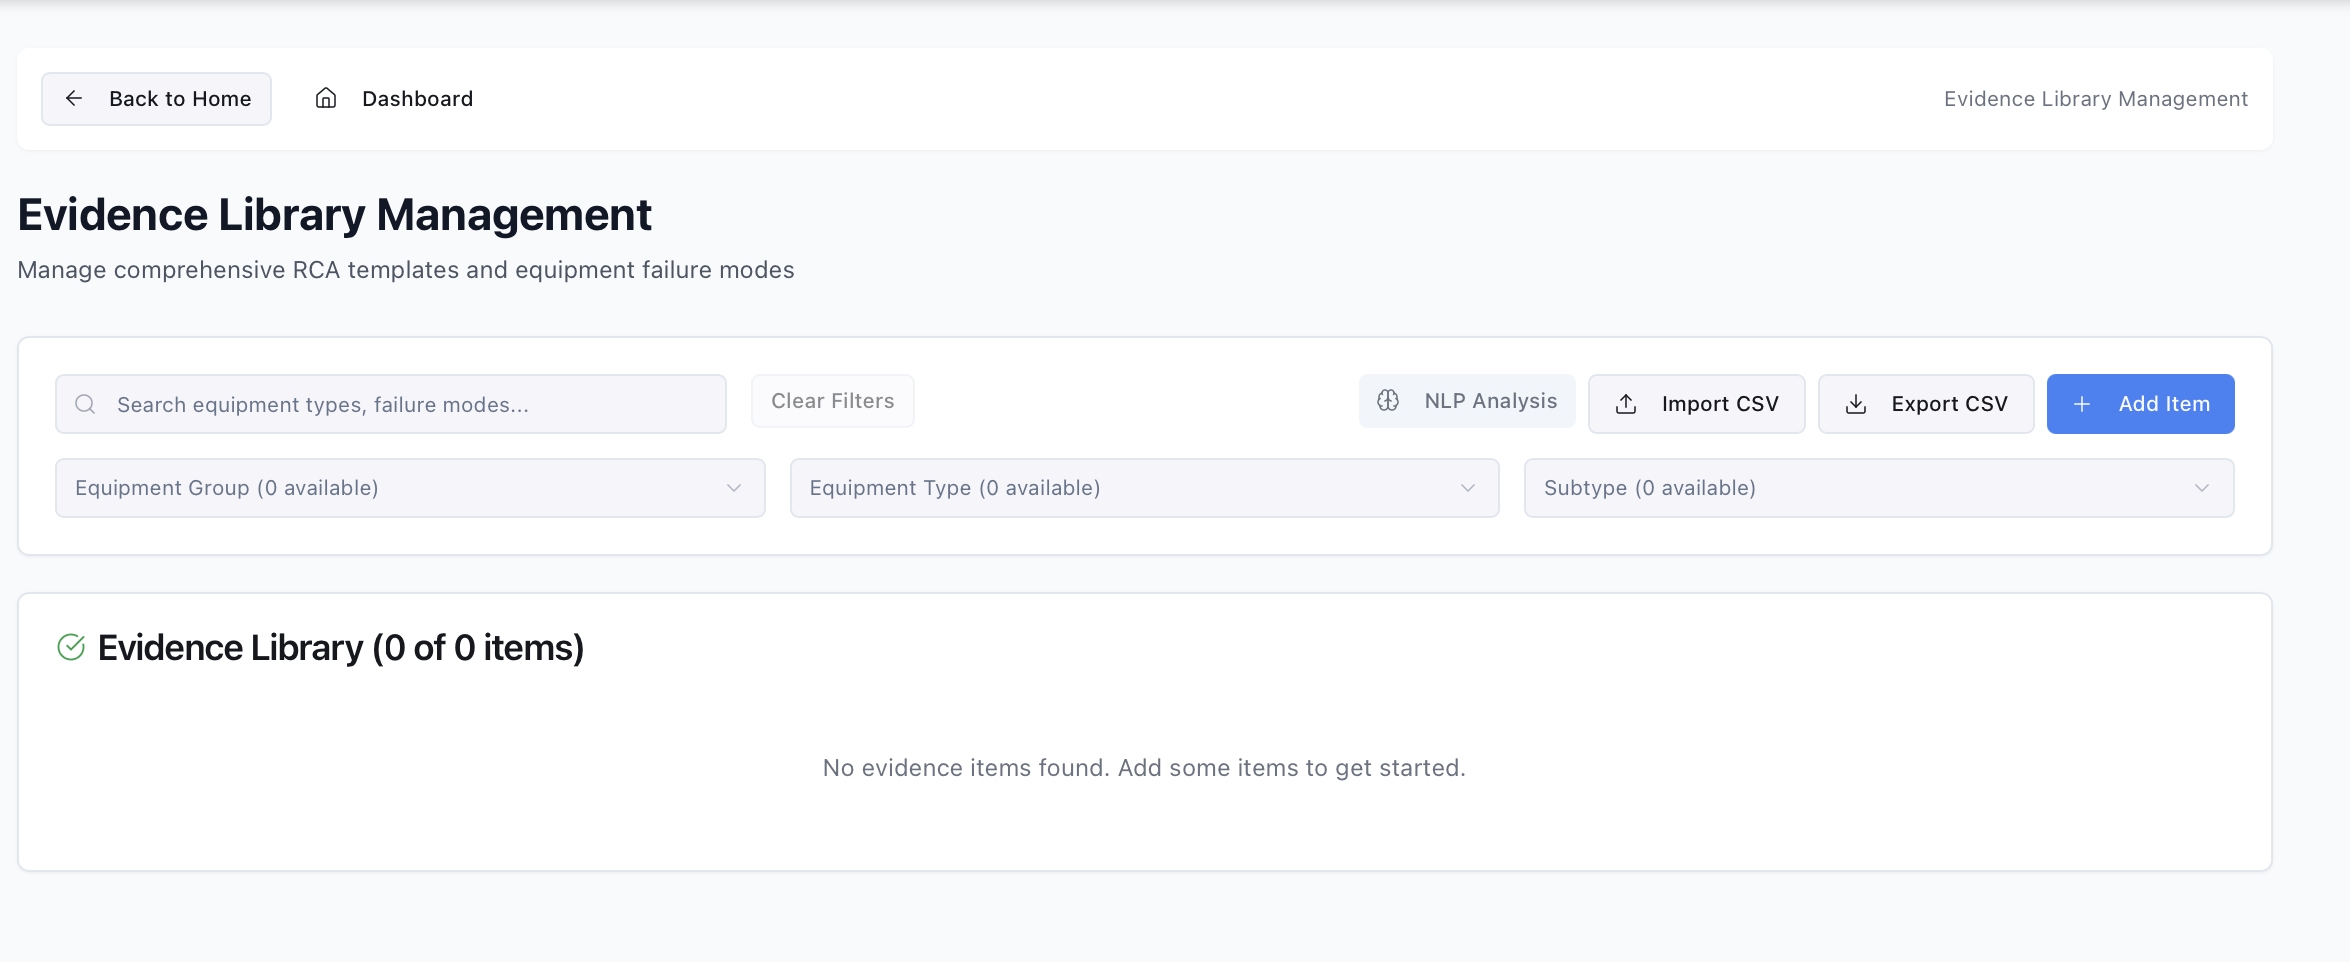 Back to Home
Dashboard
Evidence Library Management
Evidence Library Management
Manage comprehensive RCA templates and equipment failure modes
Search equipment types, failure modes...
Clear Filters
NLP Analysis
Import CSV
Export CSV
Add Item
Equipment Group (0 available)
Equipment Type (0 available)
Subtype (0 available)
Evidence Library (0 of 0 items)
No evidence items found. Add some items to get started.